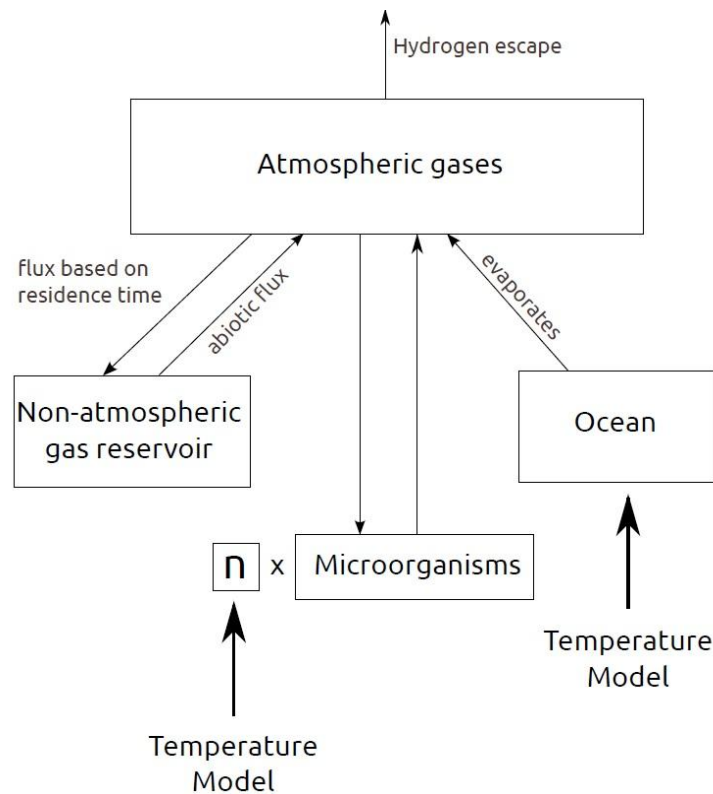 Hydrogen escape
Atmospheric gases
flux based on
residence time
abiotic flux
evaporates
Non-atmospheric
gas reservoir
Ocean
n x Microorganisms
Temperature
Model
Temperature
Model